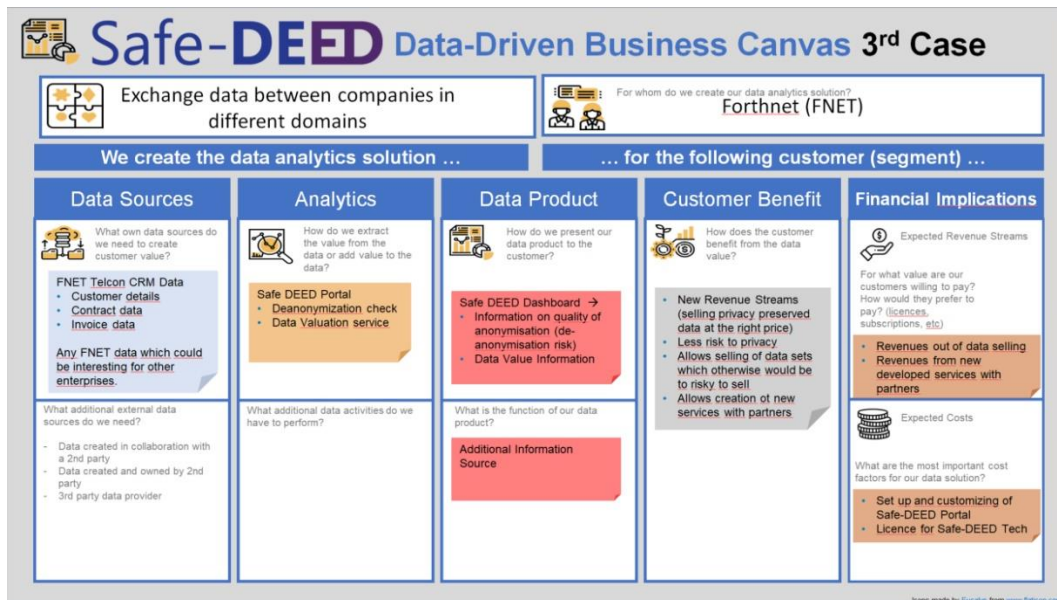 Safe-DEED Data-Driven Business Canvas 3rd Case
Exchange data between companies in
different domains
For whom do we create our data analytics solution?
Forthnet (FNET)
We create the data analytics solution ...
... for the following customer (segment) ...
Data Sources
What own data sources do
we need to create
customer value?
FNET Telcon CRM Data
• Customer details
• Contract data
• Invoice data
Any FNET data which could
be interesting for other
enterprises.
What additional external data
sources do we need?
- Data created in collaboration with
a 2nd party
- Data created and owned by 2nd
party
- 3rd party data provider
Analytics
How do we extract
the value from the
data or add value to the
data?
Safe DEED Portal
• Deanonymization check
• Data Valuation service
What additional data activities do we
have to perform?
Data Product
How do we present our
data product to the
customer?
Safe DEED Dashboard →
• Information on quality of
anonymisation (de-
anonymisation risk)
• Data Value Information
What is the function of our data
product?
Additional Information
Source
Customer Benefit
How does the customer
benefit from the data
value?
• New Revenue Streams
(selling privacy preserved
data at the right price)
• Less risk to privacy
• Allows selling of data sets
which otherwise would be
to risky to sell
• Allows creation ot new
services with partners
Financial Implications
Expected Revenue Streams
For what value are our
customers willing to pay?
How would they prefer to
pay? (licences,
subscriptions, etc)
• Revenues out of data selling
• Revenues from new
developed services with
partners
Expected Costs
What are the most important cost
factors for our data solution?
• Set up and customizing of
Safe-DEED Portal
• Licence for Safe-DEED Tech